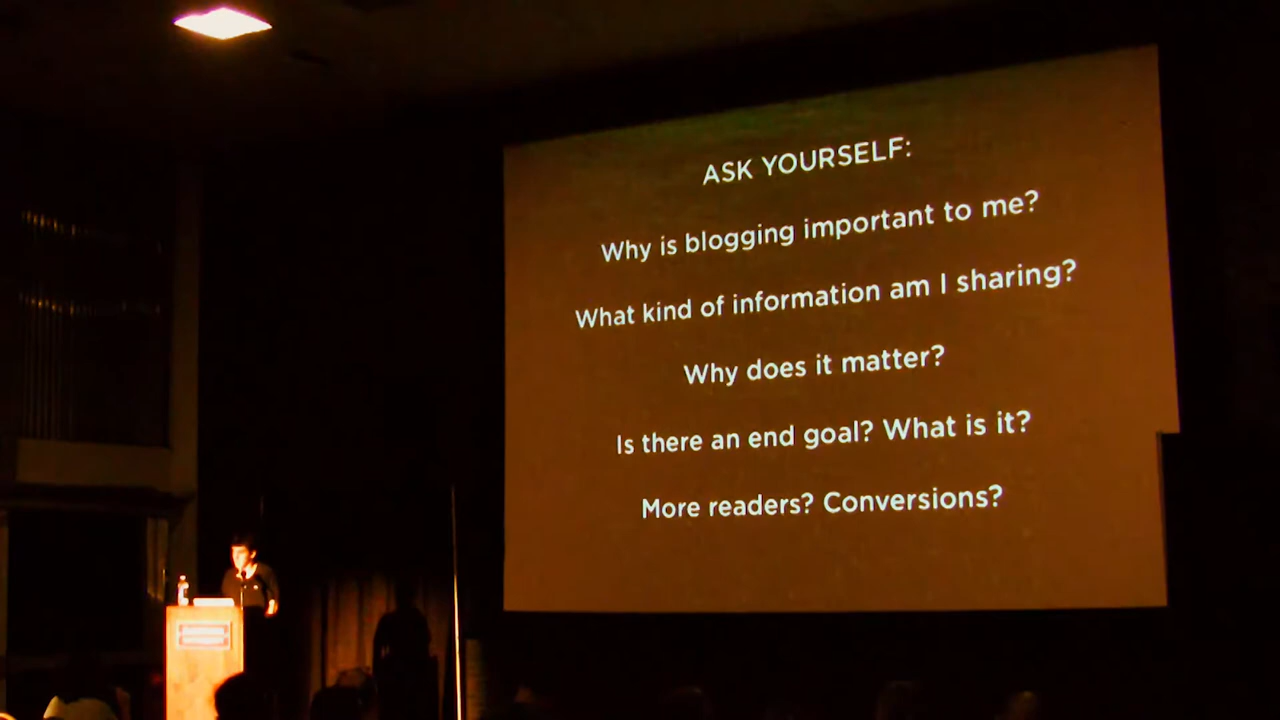 ASK YOURSELF:
Why is blogging important to me?
What kind of information am I sharing?
Why does it matter?
Is there an end goal? What is it?
More readers? Conversions?